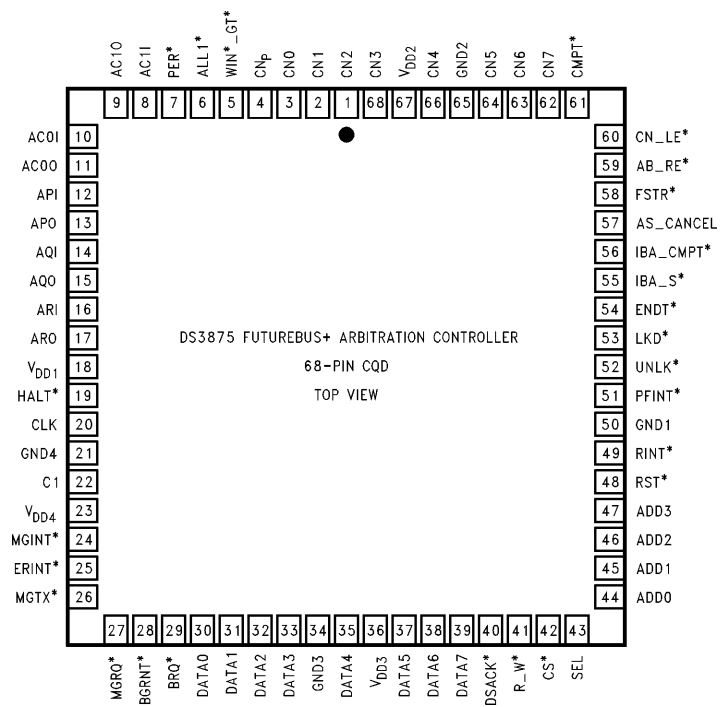 AC1O AC1I PER* ALL1* WIN*_GT* CNp CN0 CN1 CN2 CN3 VDD2 CN4 GND2 CN5 CN6 CN7 CMPT*
9 8 7 6 5 4 3 2 1 68 67 66 65 64 63 62 61
AC0I 10 60 CN_LE*
AC0O 11 59 AB_RE*
API 12 58 FSTR*
APO 13 57 AS_CANCEL
AQI 14 56 IBA_CMPT*
AQO 15 55 IBA_S*
ARI 16 54 ENDT*
ARO 17 DS3875 FUTUREBUS+ ARBITRATION CONTROLLER 53 LKD*
VDD1 18 68-PIN CQD 52 UNLK*
HALT* 19 TOP VIEW 51 PFINT*
CLK 20 50 GND1
GND4 21 49 RINT*
C1 22 48 RST*
VDD4 23 47 ADD3
MGINT* 24 46 ADD2
ERINT* 25 45 ADD1
MGTX* 26 44 ADD0
27 28 29 30 31 32 33 34 35 36 37 38 39 40 41 42 43
MGRQ* BGRNT* BRQ* DATA0 DATA1 DATA2 DATA3 GND3 DATA4 VDD3 DATA5 DATA6 DATA7 DSACK* R_W* CS* SEL